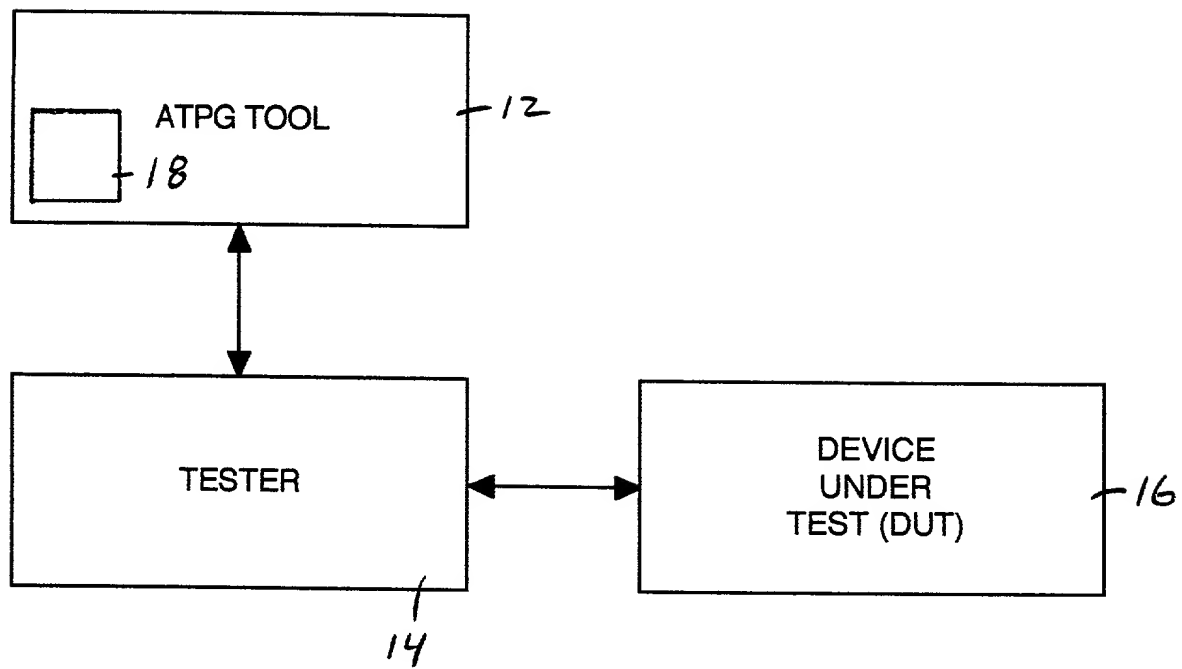 ATPG TOOL
12
18
TESTER
14
DEVICE
UNDER
TEST (DUT)
16